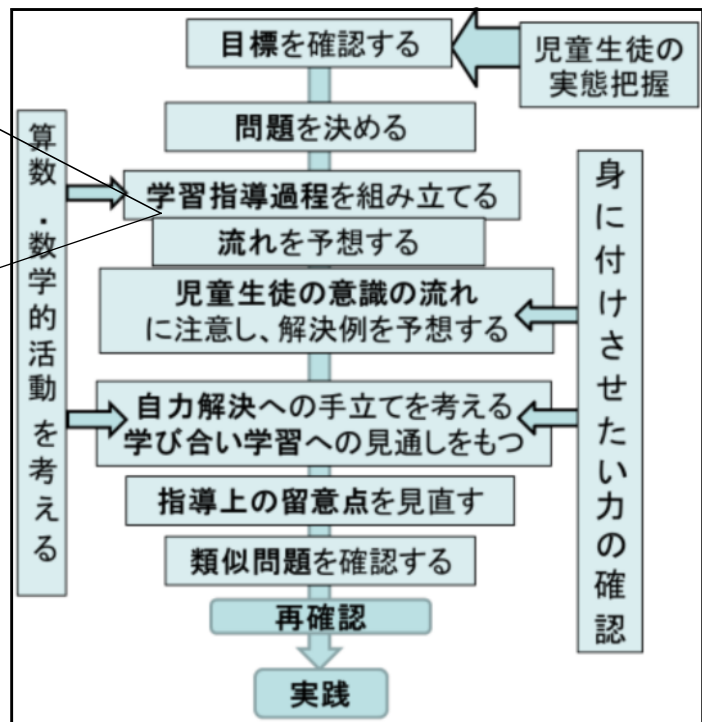 目標を確認する
児童生徒の
実態把握
問題を決める
算数・数学的活動を考える
学習指導過程を組み立てる
流れを予想する
児童生徒の意識の流れ
に注意し、解決例を予想する
身に付けさせたい力の確認
自力解決への手立てを考える
学び合い学習への見通しをもつ
指導上の留意点を見直す
類似問題を確認する
再確認
実践